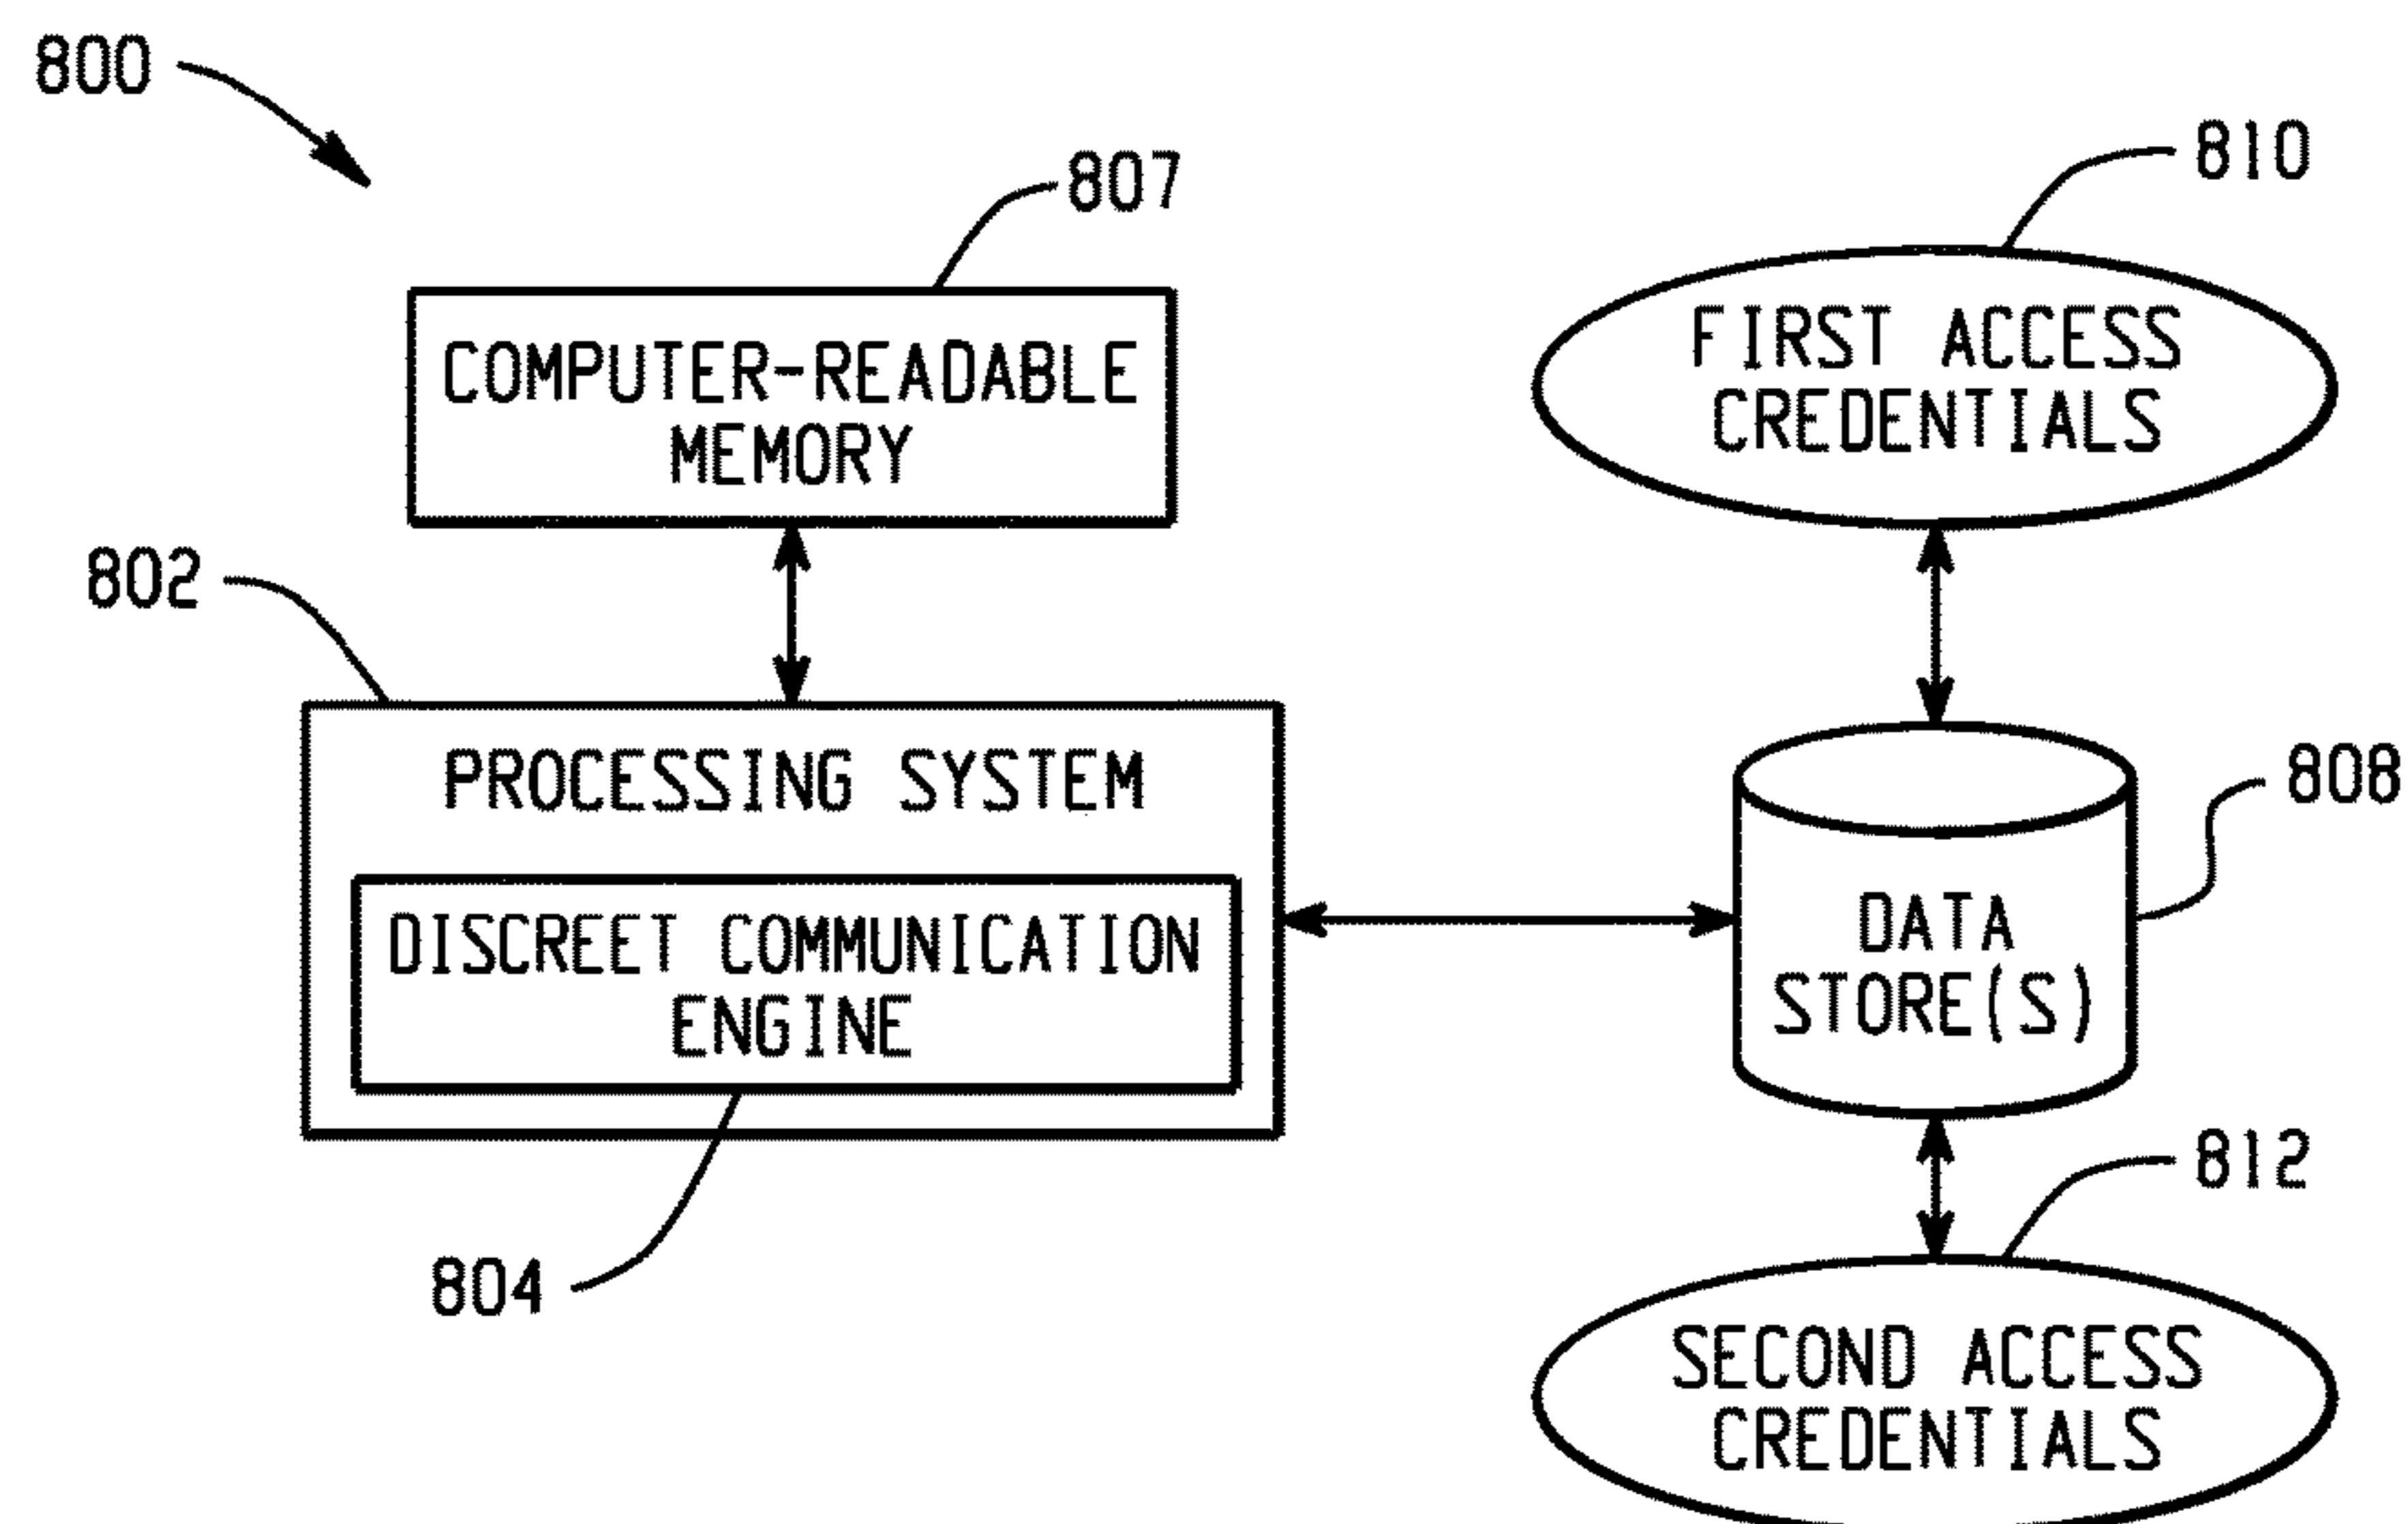 800
807
810
COMPUTER-READABLE
MEMORY
FIRST ACCESS
CREDENTIALS
802
PROCESSING SYSTEM
808
DISCREET COMMUNICATION
ENGINE
DATA
STORE(S)
804
812
SECOND ACCESS
CREDENTIALS